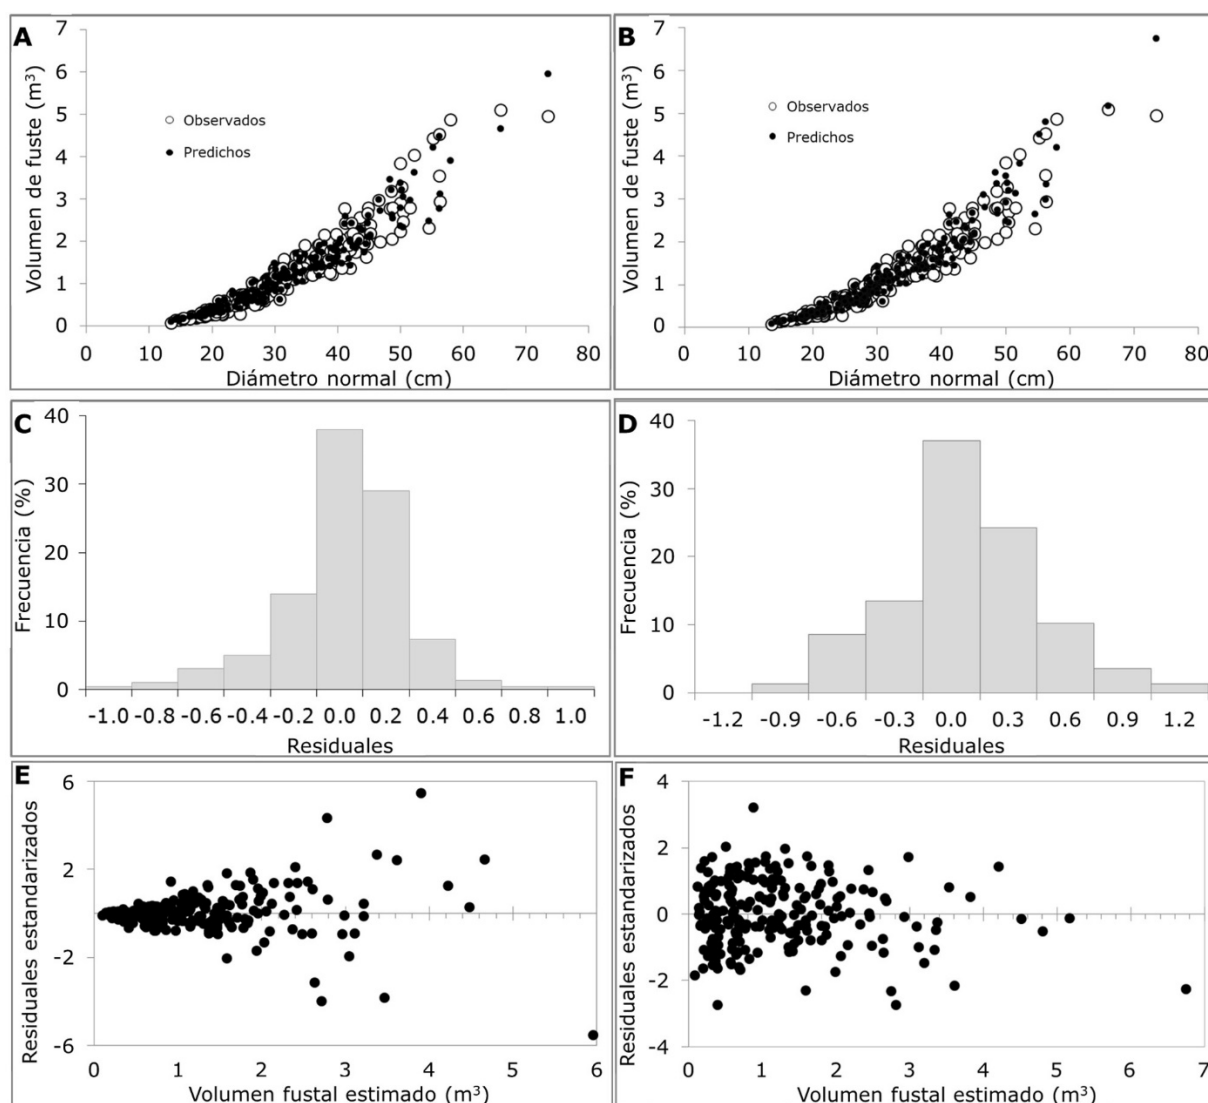 A
Volumen de fuste (m³)
7
6
5
4
3
2
1
0
Observados
Predichos
0 10 20 30 40 50 60 70 80
Diámetro normal (cm)
B
Volumen de fuste (m³)
7
6
5
4
3
2
1
0
Observados
Predichos
0 10 20 30 40 50 60 70 80
Diámetro normal (cm)
C
Frecuencia (%)
40
30
20
10
0
-1.0 -0.8 -0.6 -0.4 -0.2 0.0 0.2 0.4 0.6 0.8 1.0
Residuales
D
Frecuencia (%)
40
30
20
10
0
-1.2 -0.9 -0.6 -0.3 0.0 0.3 0.6 0.9 1.2
Residuales
E
Residuales estandarizados
6
2
-2
-6
0 1 2 3 4 5 6
Volumen fustal estimado (m³)
F
Residuales estandarizados
4
2
0
-2
-4
0 1 2 3 4 5 6 7
Volumen fustal estimado (m³)